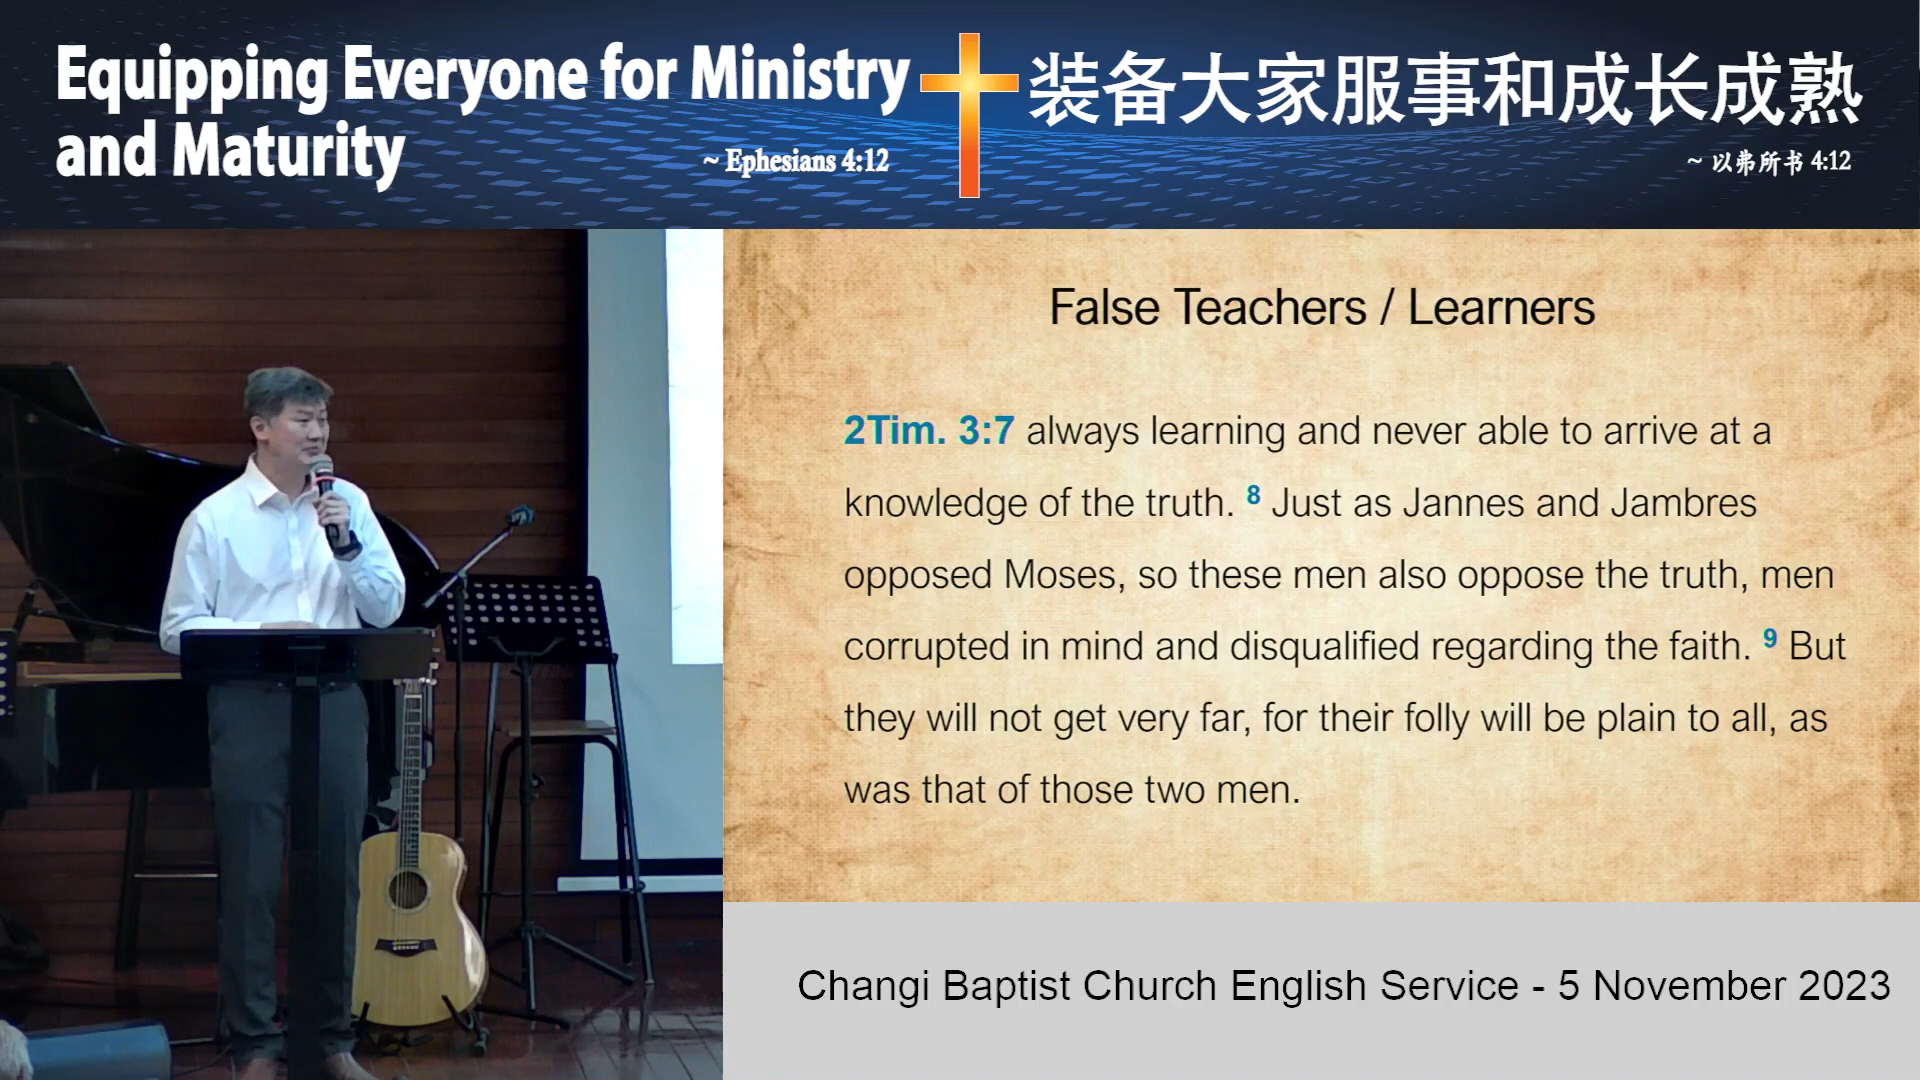 Equipping Everyone for Ministry
and Maturity
~ Ephesians 4:12
装备大家服事和成长成熟
~ 以弗所书 4:12
False Teachers / Learners
2Tim. 3:7 always learning and never able to arrive at a
knowledge of the truth. 8 Just as Jannes and Jambres
opposed Moses, so these men also oppose the truth, men
corrupted in mind and disqualified regarding the faith. 9 But
they will not get very far, for their folly will be plain to all, as
was that of those two men.
Changi Baptist Church English Service - 5 November 2023